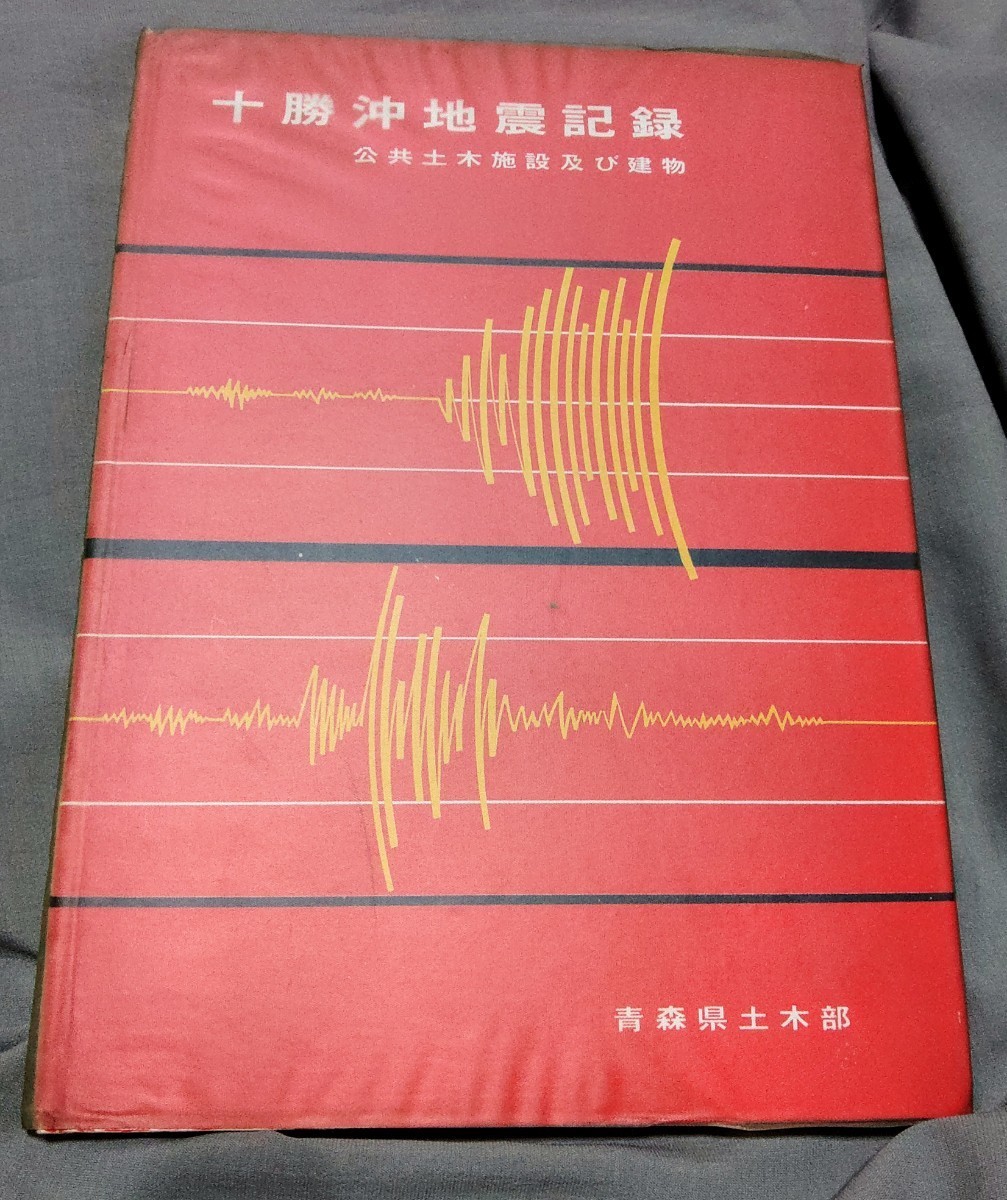 十勝沖地震記録
公共土木施設及び建物
青森県土木部